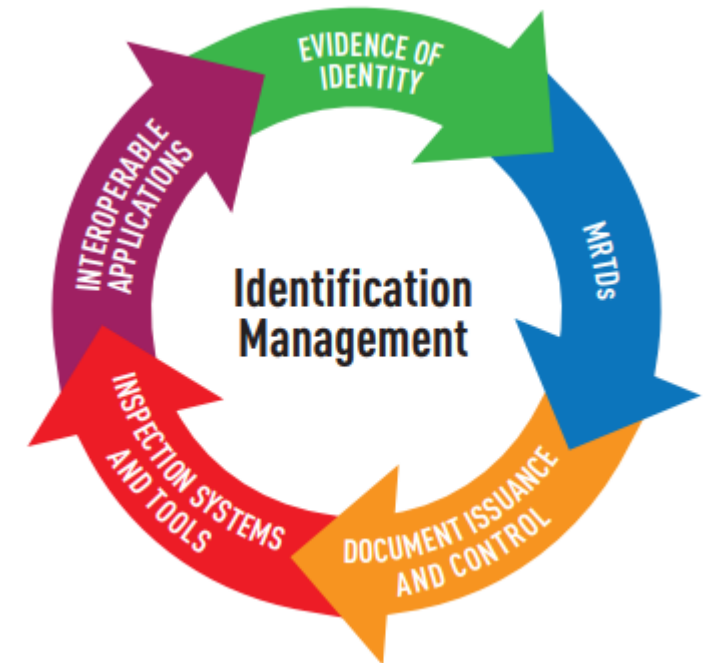 EVIDENCE OF
IDENTITY
MRTDs
DOCUMENT ISSUANCE
AND CONTROL
INSPECTION SYSTEMS
AND TOOLS
INTEROPERABLE
APPLICATIONS
Identification
Management